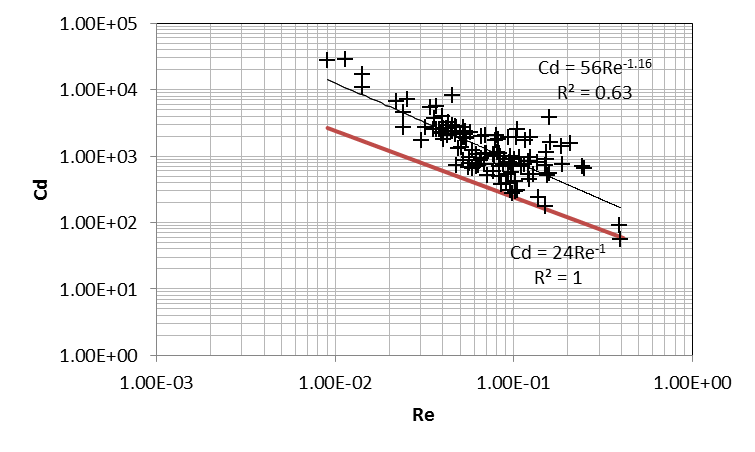 1.00E+05
1.00E+04
1.00E+03
1.00E+02
1.00E+01
1.00E+00
Cd
Cd = 56Re⁻¹·¹⁶
R² = 0.63
Cd = 24Re⁻¹
R² = 1
1.00E-03 1.00E-02 1.00E-01 1.00E+00
Re